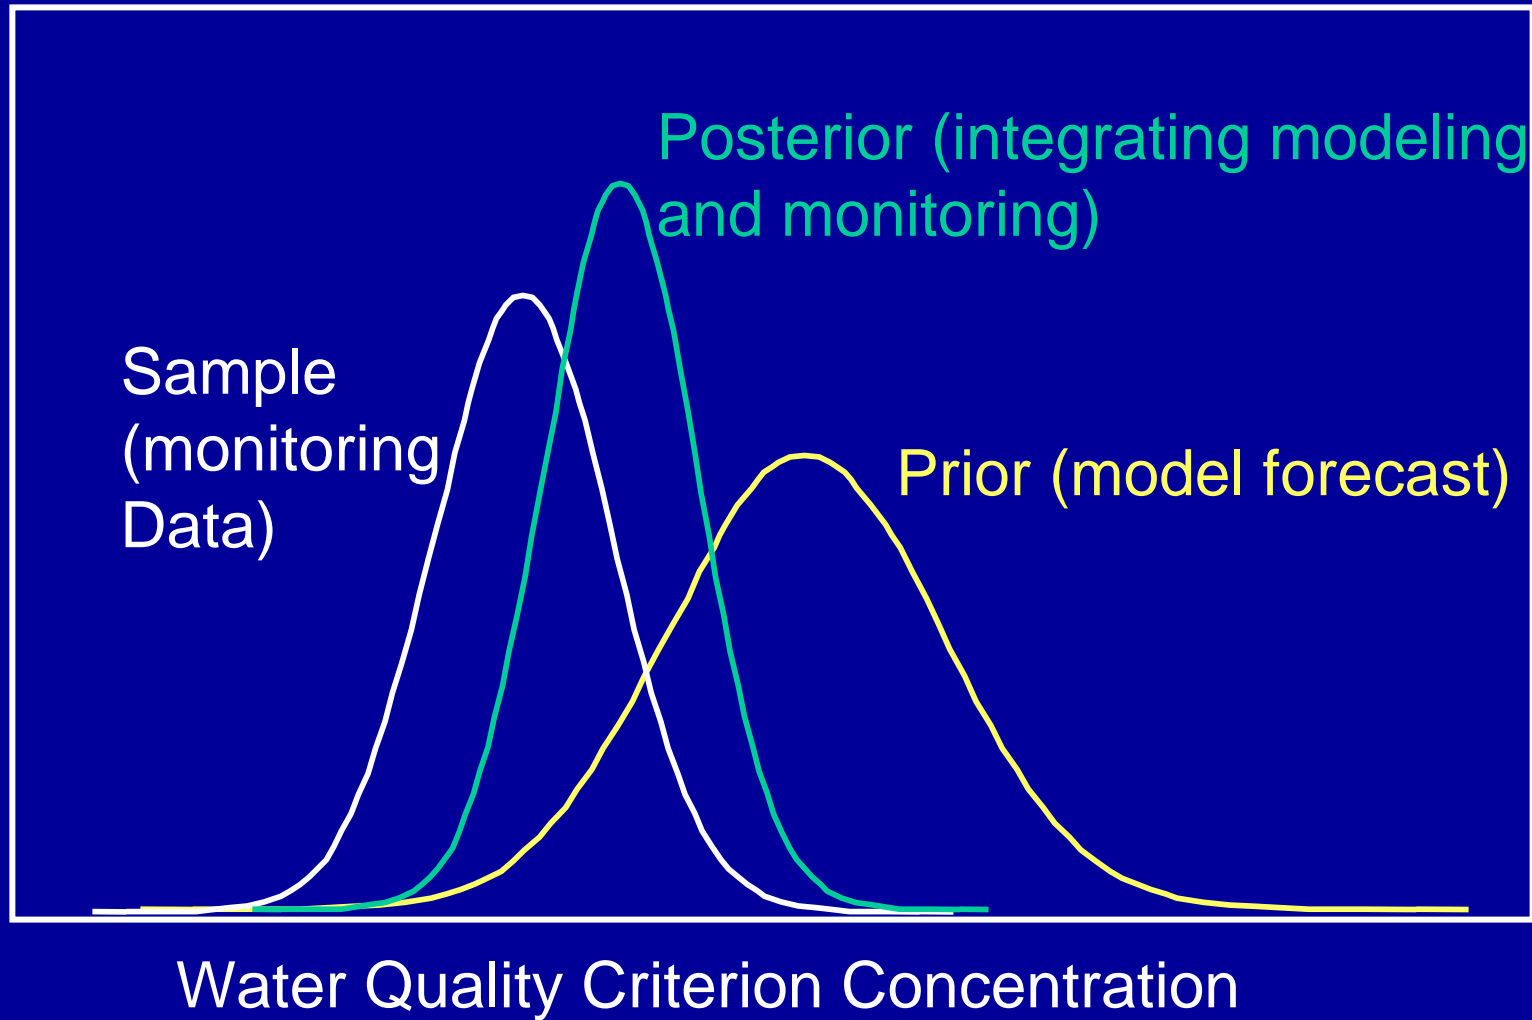 Posterior (integrating modeling
and monitoring)
Sample
(monitoring
Data)
Prior (model forecast)
Water Quality Criterion Concentration